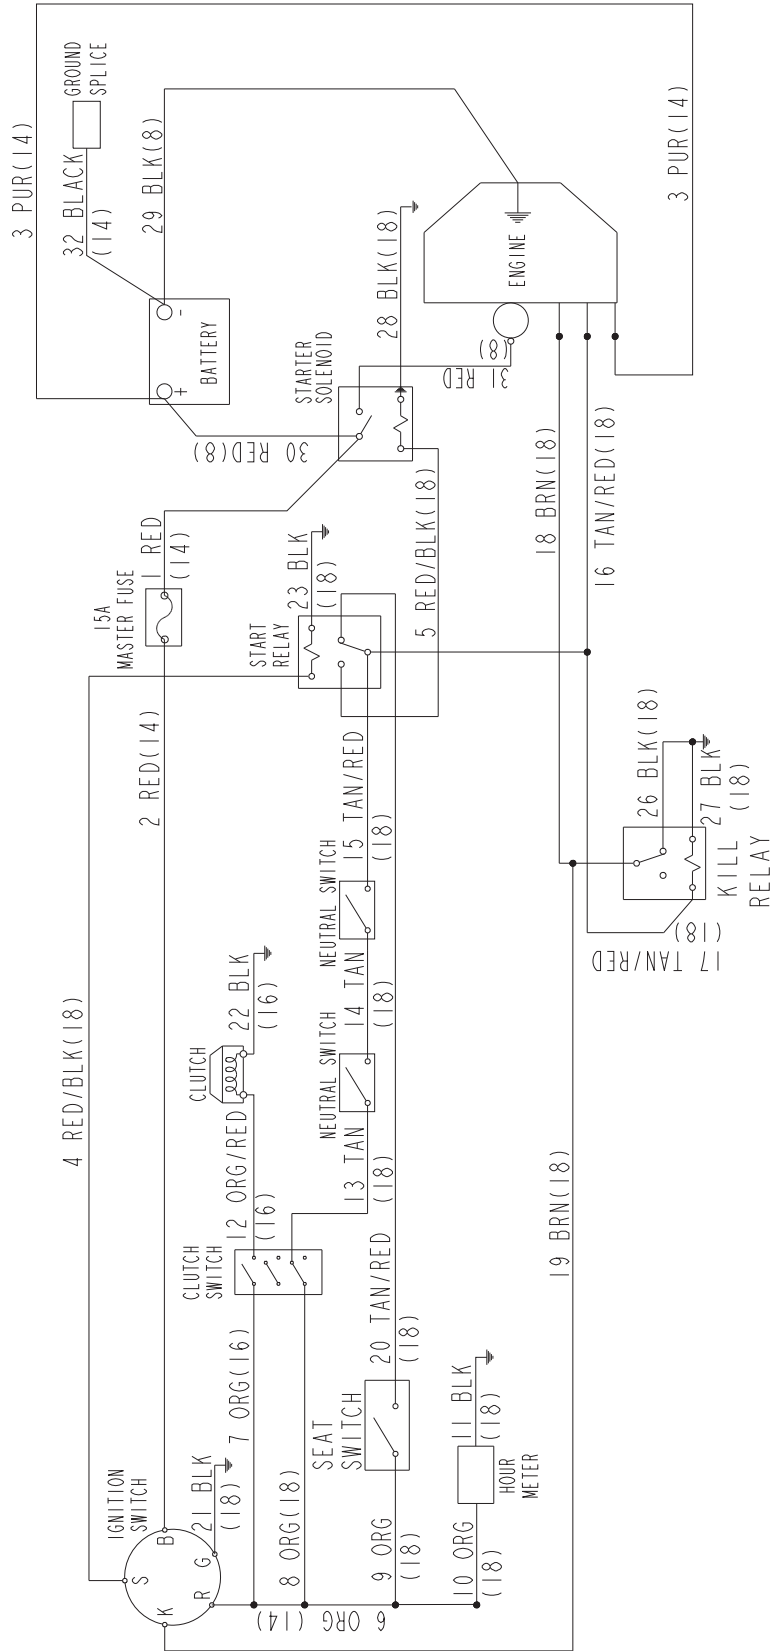 3 PUR(14)
32 BLACK
(14)
GROUND
SPLICE
29 BLK(8)
+
-
BATTERY
30 RED(8)
STARTER
SOLENOID
28 BLK(18)
31 RED
(8)
ENGINE
3 PUR(14)
1 RED
(14)
15A
MASTER FUSE
2 RED(14)
START
RELAY
23 BLK
(18)
5 RED/BLK(18)
18 BRN(18)
16 TAN/RED(18)
4 RED/BLK(18)
CLUTCH
22 BLK
(16)
12 ORG/RED
(16)
NEUTRAL SWITCH
15 TAN/RED
(18)
14 TAN
(18)
NEUTRAL SWITCH
13 TAN
(18)
26 BLK(18)
27 BLK
(18)
KILL
RELAY
17 TAN/RED
(18)
CLUTCH
SWITCH
7 ORG(16)
8 ORG(18)
20 TAN/RED
(18)
SEAT
SWITCH
9 ORG
(18)
11 BLK
(18)
HOUR
METER
10 ORG
(18)
19 BRN(18)
IGNITION
SWITCH
S
B
K
G
R
21 BLK
(18)
6 ORG (14)